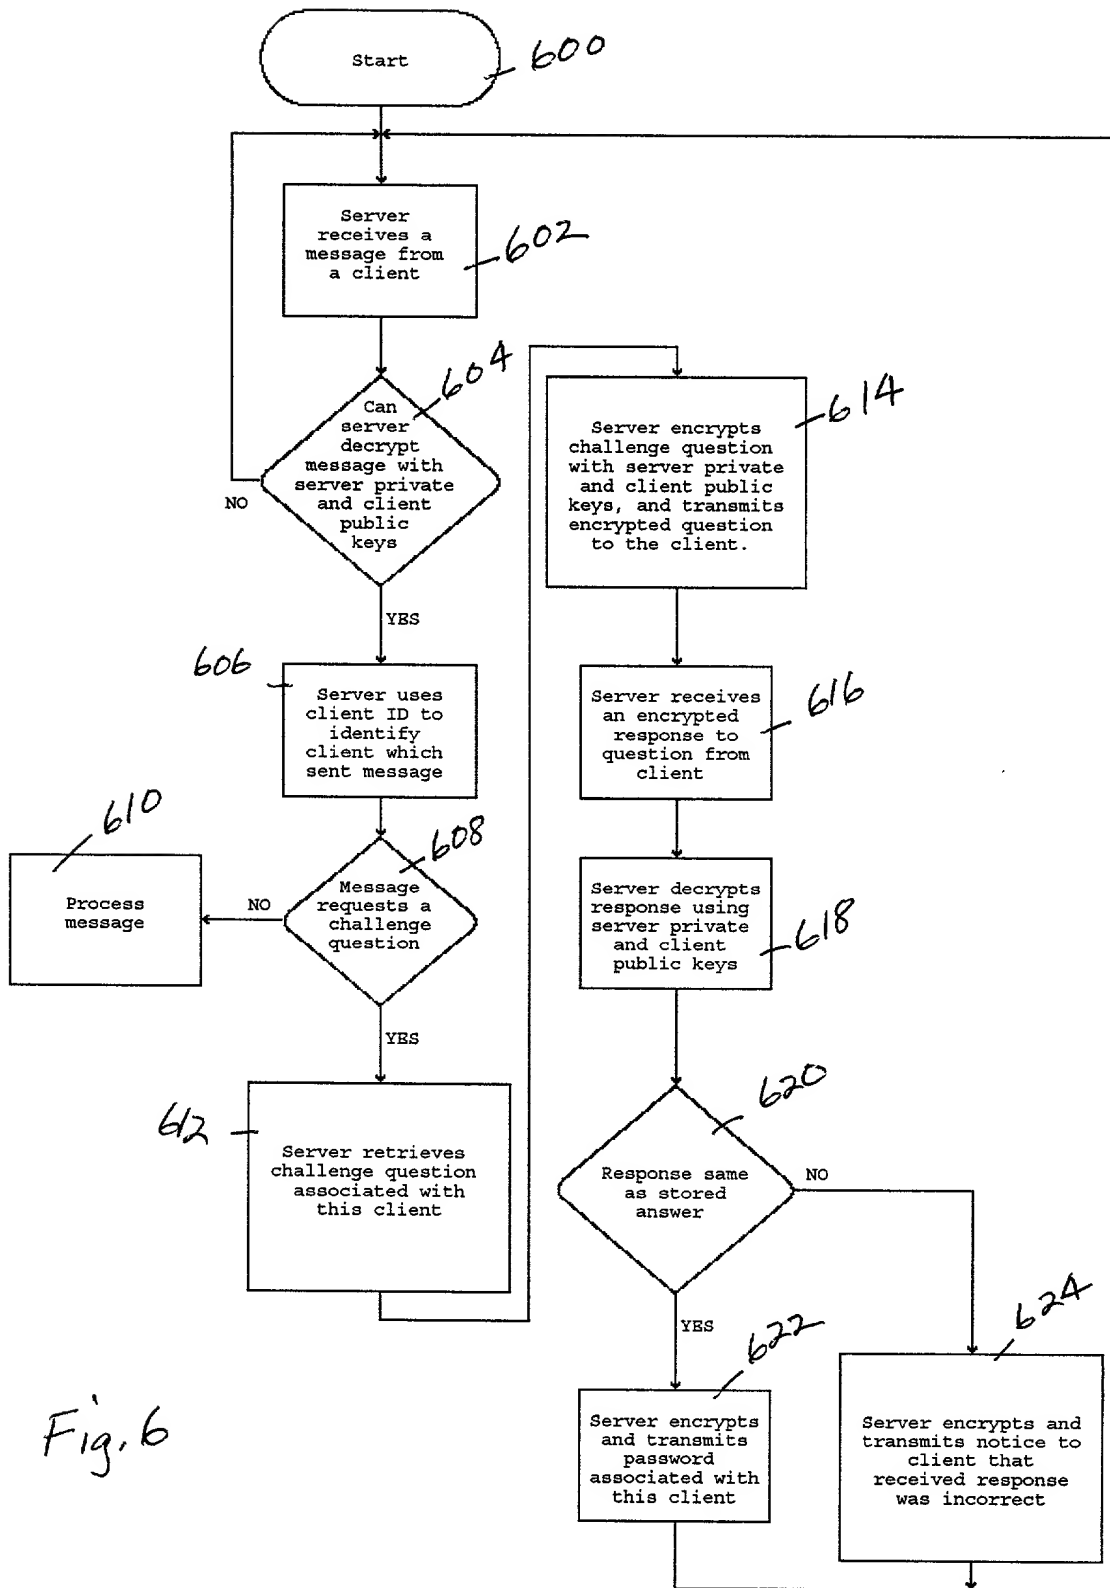 Start
600
Server
receives a
message from
a client
602
Can
server
decrypt
message with
server private
and client
public
keys
604
NO
YES
606
Server uses
client ID to
identify
client which
sent message
608
Message
requests a
challenge
question
NO
610
Process
message
YES
612
Server retrieves
challenge question
associated with
this client
614
Server encrypts
challenge question
with server private
and client public
keys, and transmits
encrypted question
to the client.
616
Server receives
an encrypted
response to
question from
client
618
Server decrypts
response using
server private
and client
public keys
620
Response same
as stored
answer
NO
YES
622
Server encrypts
and transmits
password
associated with
this client
624
Server encrypts and
transmits notice to
client that
received response
was incorrect
Fig. 6